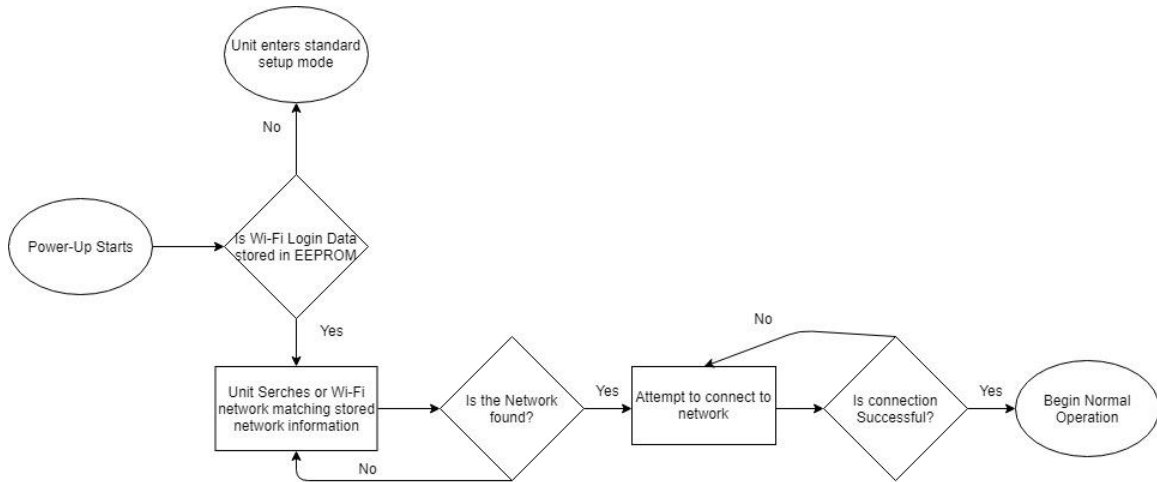 Unit enters standard
setup mode
No
Power-Up Starts
Is Wi-Fi Login Data
stored in EEPROM
Yes
Unit Serches or Wi-Fi
network matching stored
network information
Is the Network
found?
No
Yes
Attempt to connect to
network
No
Is connection
Successful?
Yes
Begin Normal
Operation